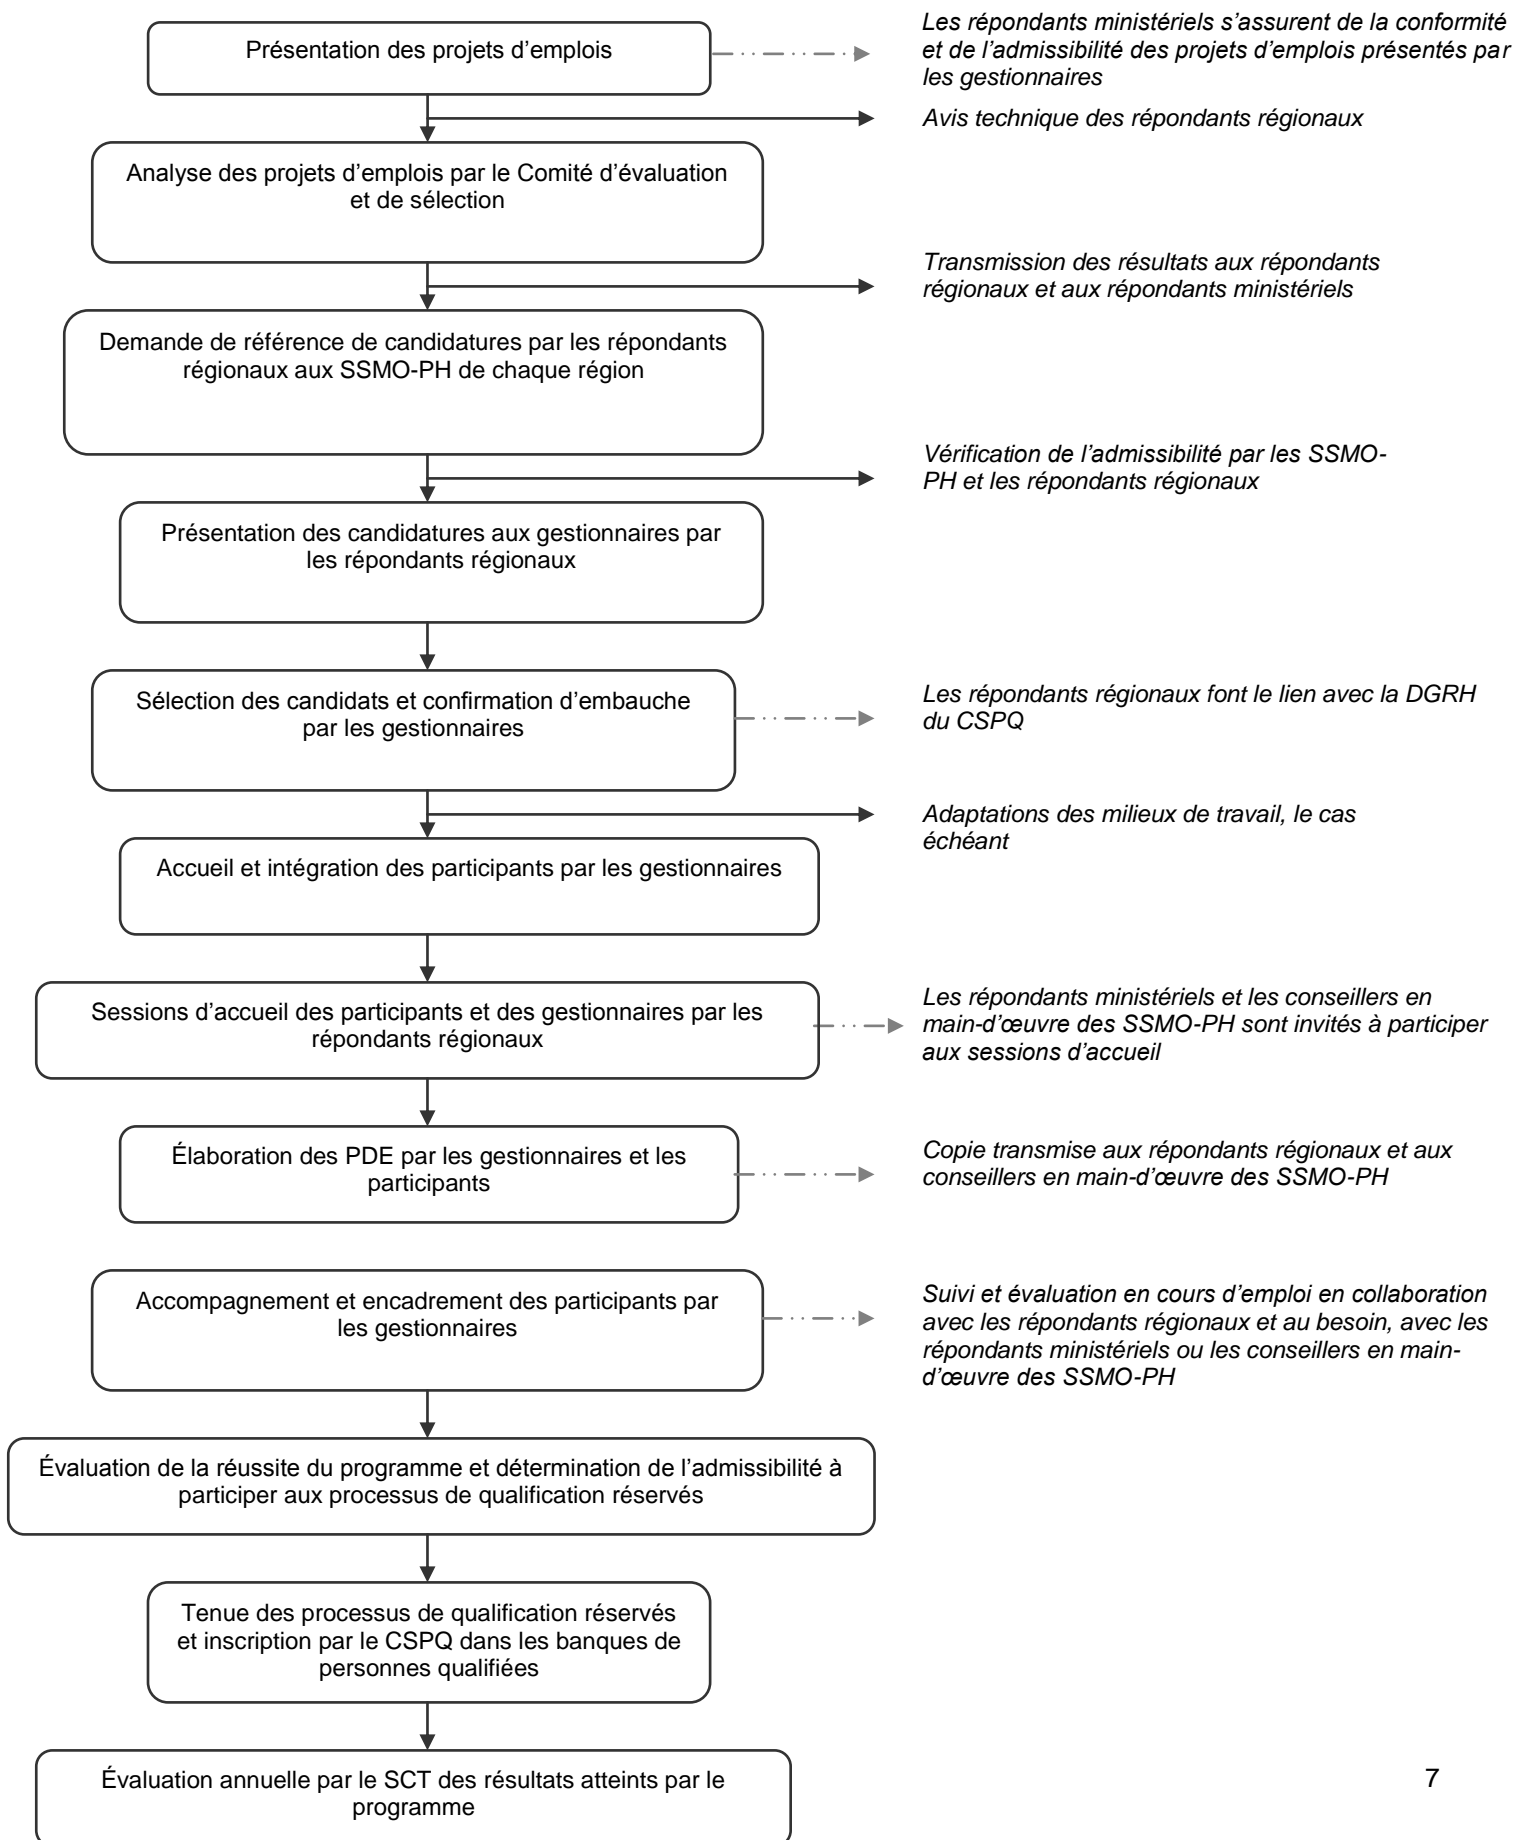 Présentation des projets d'emplois
Les répondants ministériels s'assurent de la conformité
et de l'admissibilité des projets d'emplois présentés par
les gestionnaires
Avis technique des répondants régionaux
Analyse des projets d'emplois par le Comité d'évaluation
et de sélection
Transmission des résultats aux répondants
régionaux et aux répondants ministériels
Demande de référence de candidatures par les répondants
régionaux aux SSMO-PH de chaque région
Vérification de l'admissibilité par les SSMO-
PH et les répondants régionaux
Présentation des candidatures aux gestionnaires par
les répondants régionaux
Sélection des candidats et confirmation d'embauche
par les gestionnaires
Les répondants régionaux font le lien avec la DGRH
du CSPQ
Adaptations des milieux de travail, le cas
échéant
Accueil et intégration des participants par les gestionnaires
Sessions d'accueil des participants et des gestionnaires par les
répondants régionaux
Les répondants ministériels et les conseillers en
main-d'œuvre des SSMO-PH sont invités à participer
aux sessions d'accueil
Élaboration des PDE par les gestionnaires et les
participants
Copie transmise aux répondants régionaux et aux
conseillers en main-d'œuvre des SSMO-PH
Accompagnement et encadrement des participants par
les gestionnaires
Suivi et évaluation en cours d'emploi en collaboration
avec les répondants régionaux et au besoin, avec les
répondants ministériels ou les conseillers en main-
d'œuvre des SSMO-PH
Évaluation de la réussite du programme et détermination de l'admissibilité à
participer aux processus de qualification réservés
Tenue des processus de qualification réservés
et inscription par le CSPQ dans les banques de
personnes qualifiées
Évaluation annuelle par le SCT des résultats atteints par le
programme
7